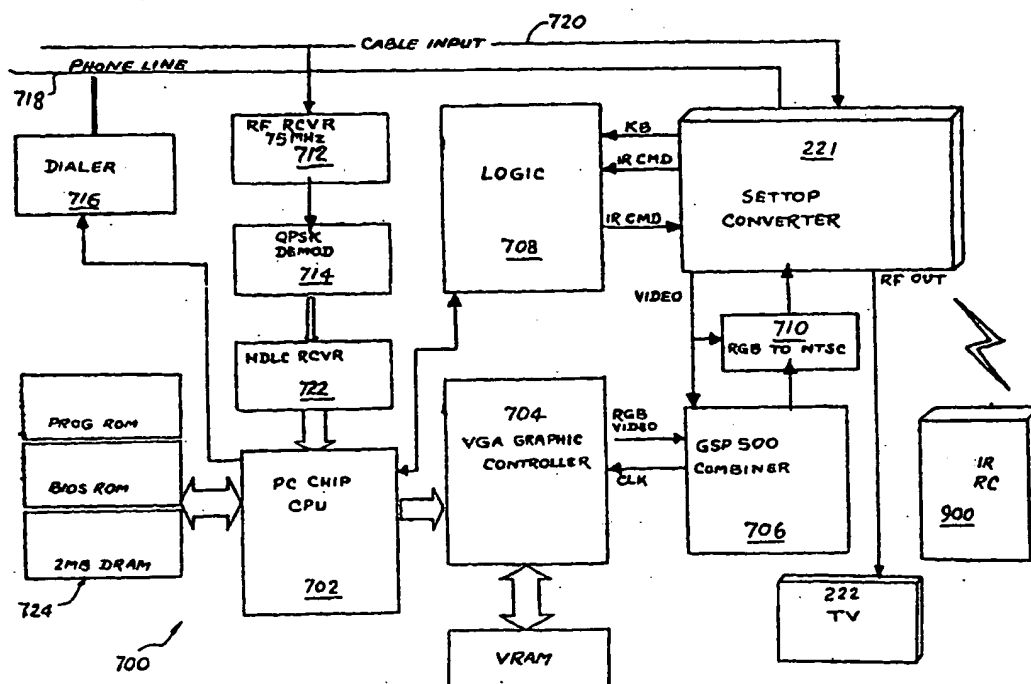 720
CABLE INPUT
PHONE LINE
718
RF RCVR
75 MHz
712
DIALER
716
QPSK
DEMOD
714
HDLC RCVR
722
LOGIC
708
KB
IR CMD
IR CMD
221
SETTOP
CONVERTER
VIDEO
RF OUT
710
RGB TO NTSC
PROG ROM
BIOS ROM
2MB DRAM
724
PC CHIP
CPU
702
704
VGA GRAPHIC
CONTROLLER
RGB
VIDEO
CLK
GSP 500
COMBINER
706
IR
RC
900
222
TV
VRAM
700